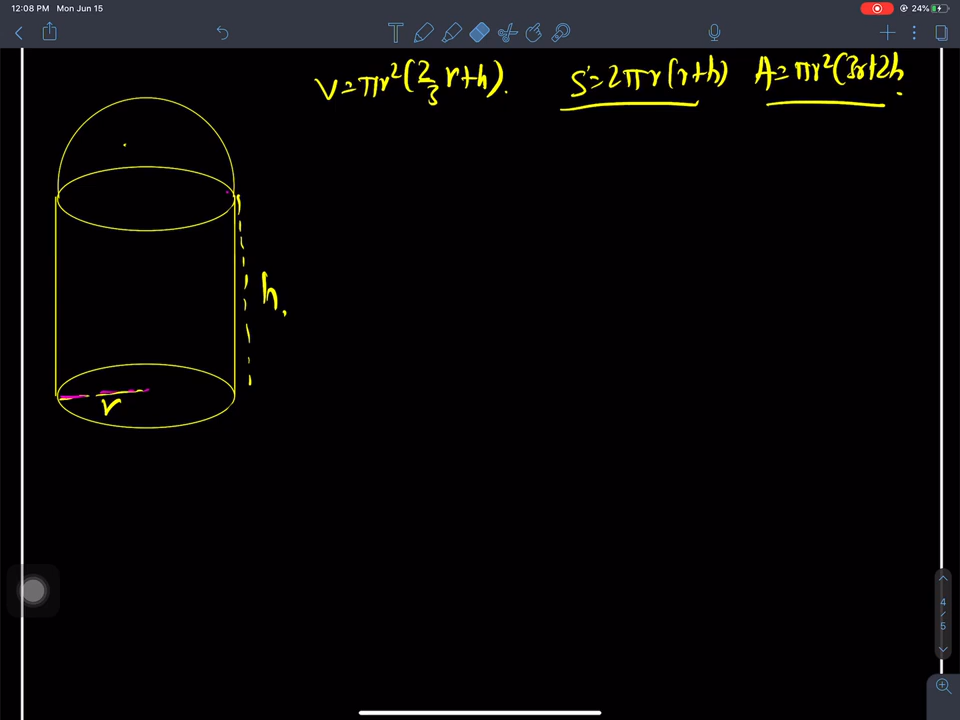 12:08 PM Mon Jun 15
24%
V=πr²(2/3 r+h). S=2πr(r+h) A=πr²(3r+2h
h.
r
4
/
5